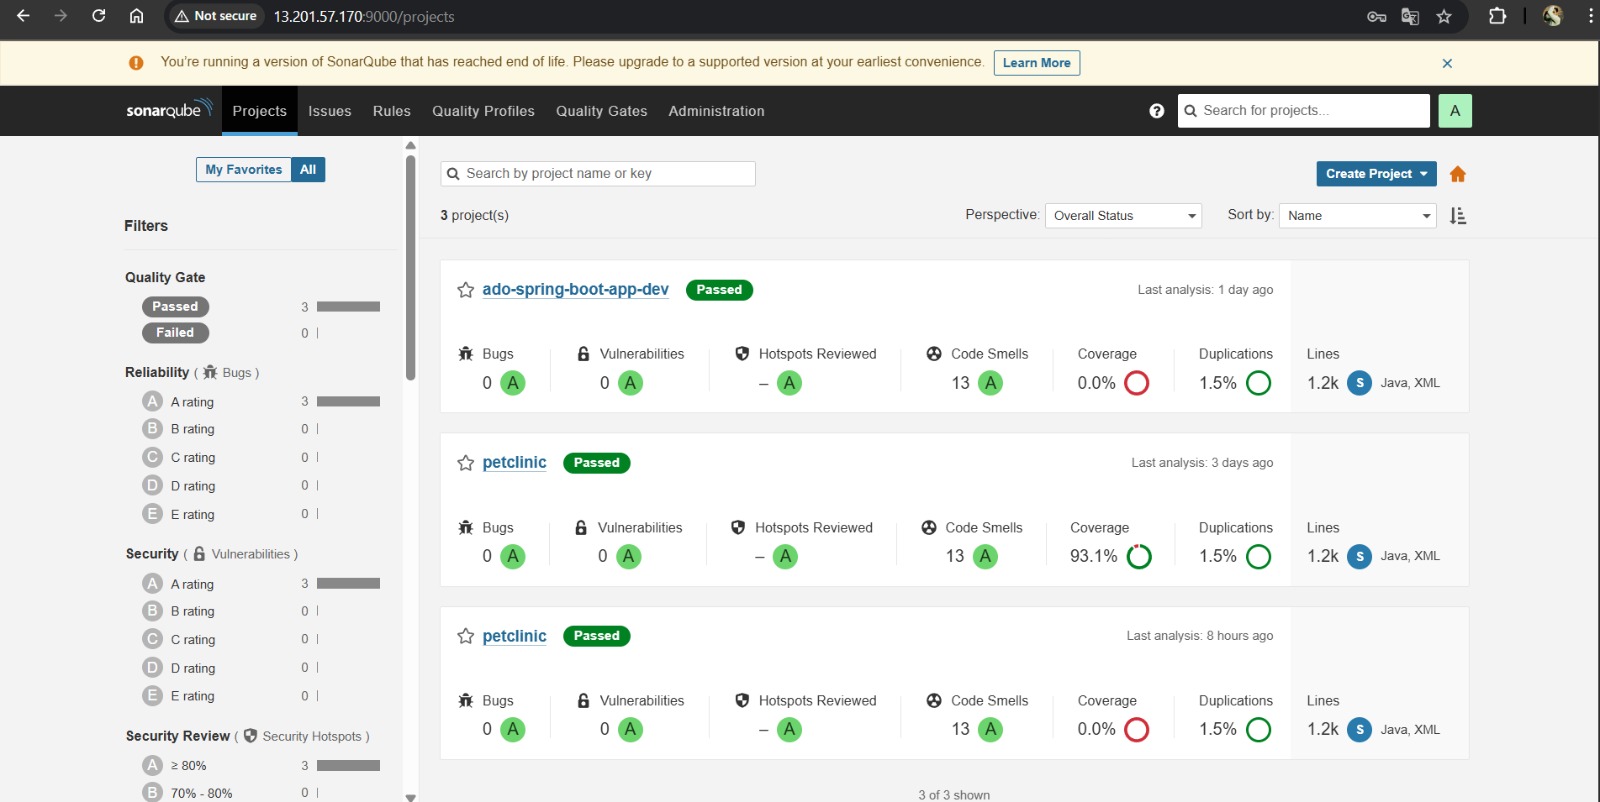 Not secure 13.201.57.170:9000/projects
You're running a version of SonarQube that has reached end of life. Please upgrade to a supported version at your earliest convenience. Learn More
sonarqube Projects Issues Rules Quality Profiles Quality Gates Administration ? Search for projects... A
My Favorites All
Filters
Quality Gate
Passed 3
Failed 0
Reliability ( Bugs )
A A rating 3
B B rating 0
C C rating 0
D D rating 0
E E rating 0
Security ( Vulnerabilities )
A A rating 3
B B rating 0
C C rating 0
D D rating 0
E E rating 0
Security Review ( Security Hotspots )
A ≥ 80% 3
B 70% - 80% 0
Search by project name or key
Create Project
3 project(s)
Perspective: Overall Status Sort by: Name
ado-spring-boot-app-dev Passed Last analysis: 1 day ago
Bugs Vulnerabilities Hotspots Reviewed Code Smells Coverage Duplications Lines
0 A 0 A – A 13 A 0.0% 1.5% 1.2k S Java, XML
petclinic Passed Last analysis: 3 days ago
Bugs Vulnerabilities Hotspots Reviewed Code Smells Coverage Duplications Lines
0 A 0 A – A 13 A 93.1% 1.5% 1.2k S Java, XML
petclinic Passed Last analysis: 8 hours ago
Bugs Vulnerabilities Hotspots Reviewed Code Smells Coverage Duplications Lines
0 A 0 A – A 13 A 0.0% 1.5% 1.2k S Java, XML
3 of 3 shown